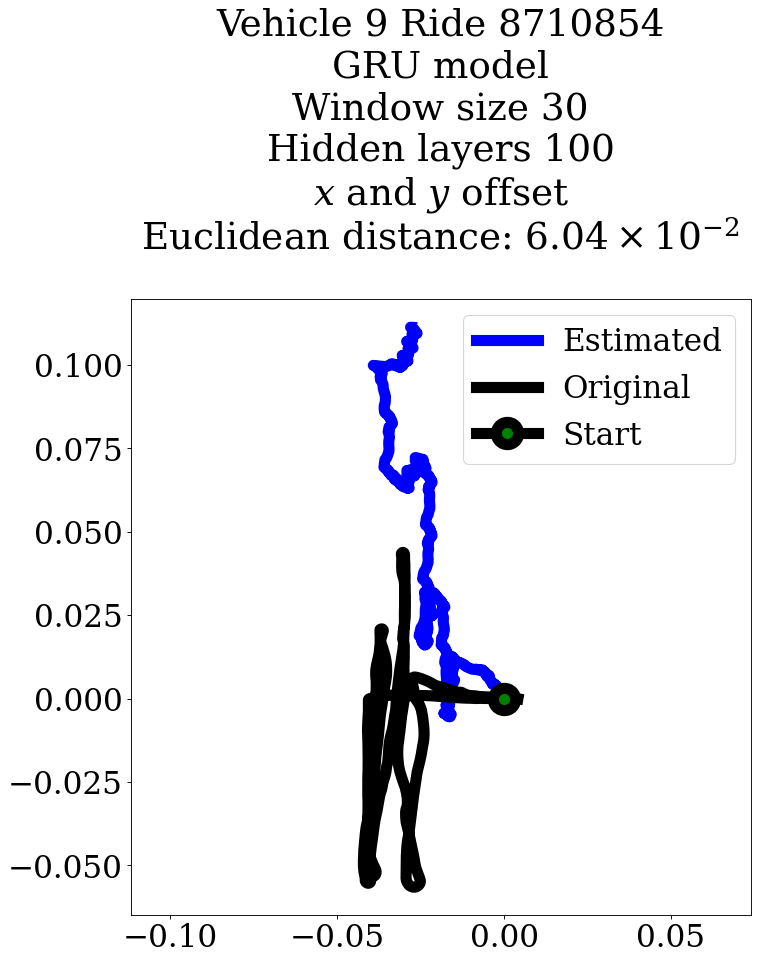 Vehicle 9 Ride 8710854
GRU model
Window size 30
Hidden layers 100
x and y offset
Euclidean distance: 6.04 × 10⁻²
Estimated
Original
Start
0.100
0.075
0.050
0.025
0.000
−0.025
−0.050
−0.10 −0.05 0.00 0.05